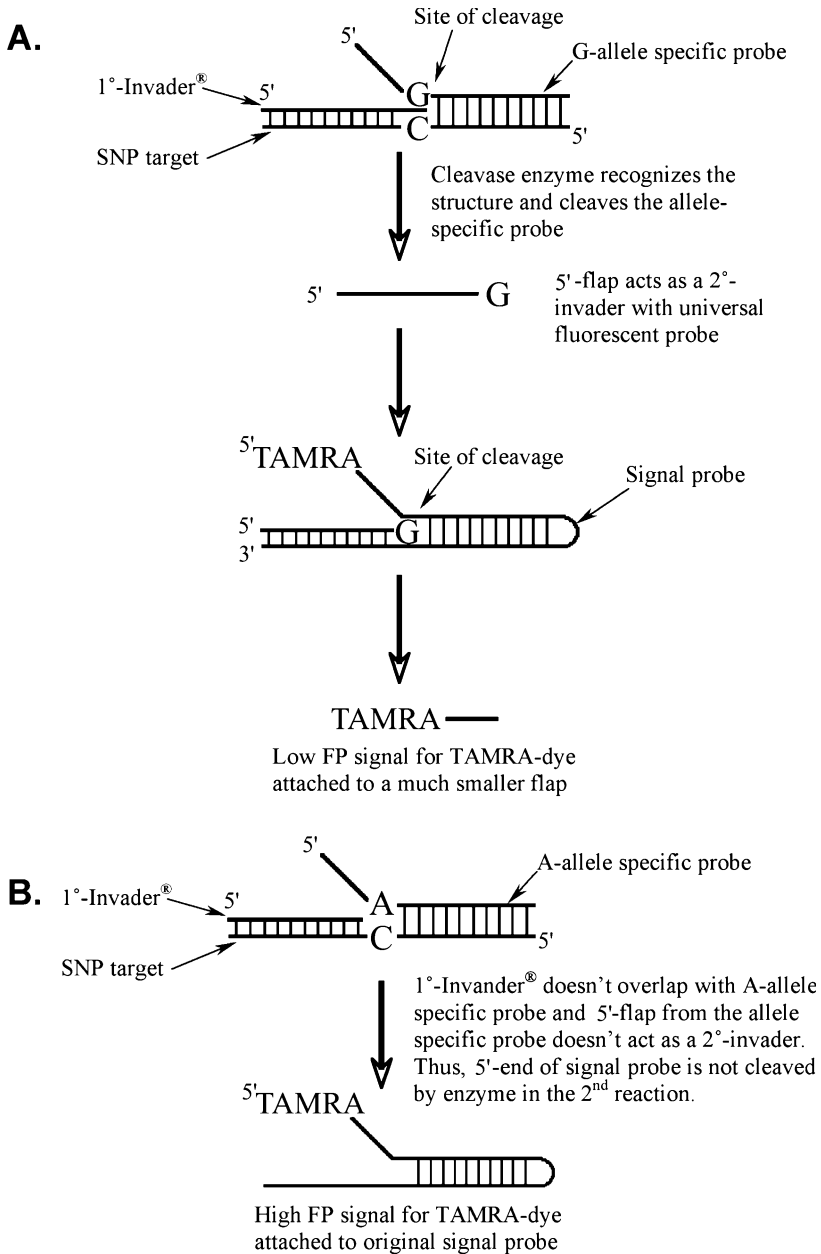 A.
5'
Site of cleavage
G-allele specific probe
1°-Invader®
5'
G
C
5'
SNP target
Cleavase enzyme recognizes the
structure and cleaves the allele-
specific probe
5'
G
5'-flap acts as a 2°-
invader with universal
fluorescent probe
5'TAMRA
Site of cleavage
Signal probe
5'
G
3'
TAMRA
Low FP signal for TAMRA-dye
attached to a much smaller flap
B.
5'
A-allele specific probe
1°-Invader®
5'
A
C
5'
SNP target
1°-Invander® doesn't overlap with A-allele
specific probe and 5'-flap from the allele
specific probe doesn't act as a 2°-invader.
Thus, 5'-end of signal probe is not cleaved
by enzyme in the 2nd reaction.
5'TAMRA
High FP signal for TAMRA-dye
attached to original signal probe